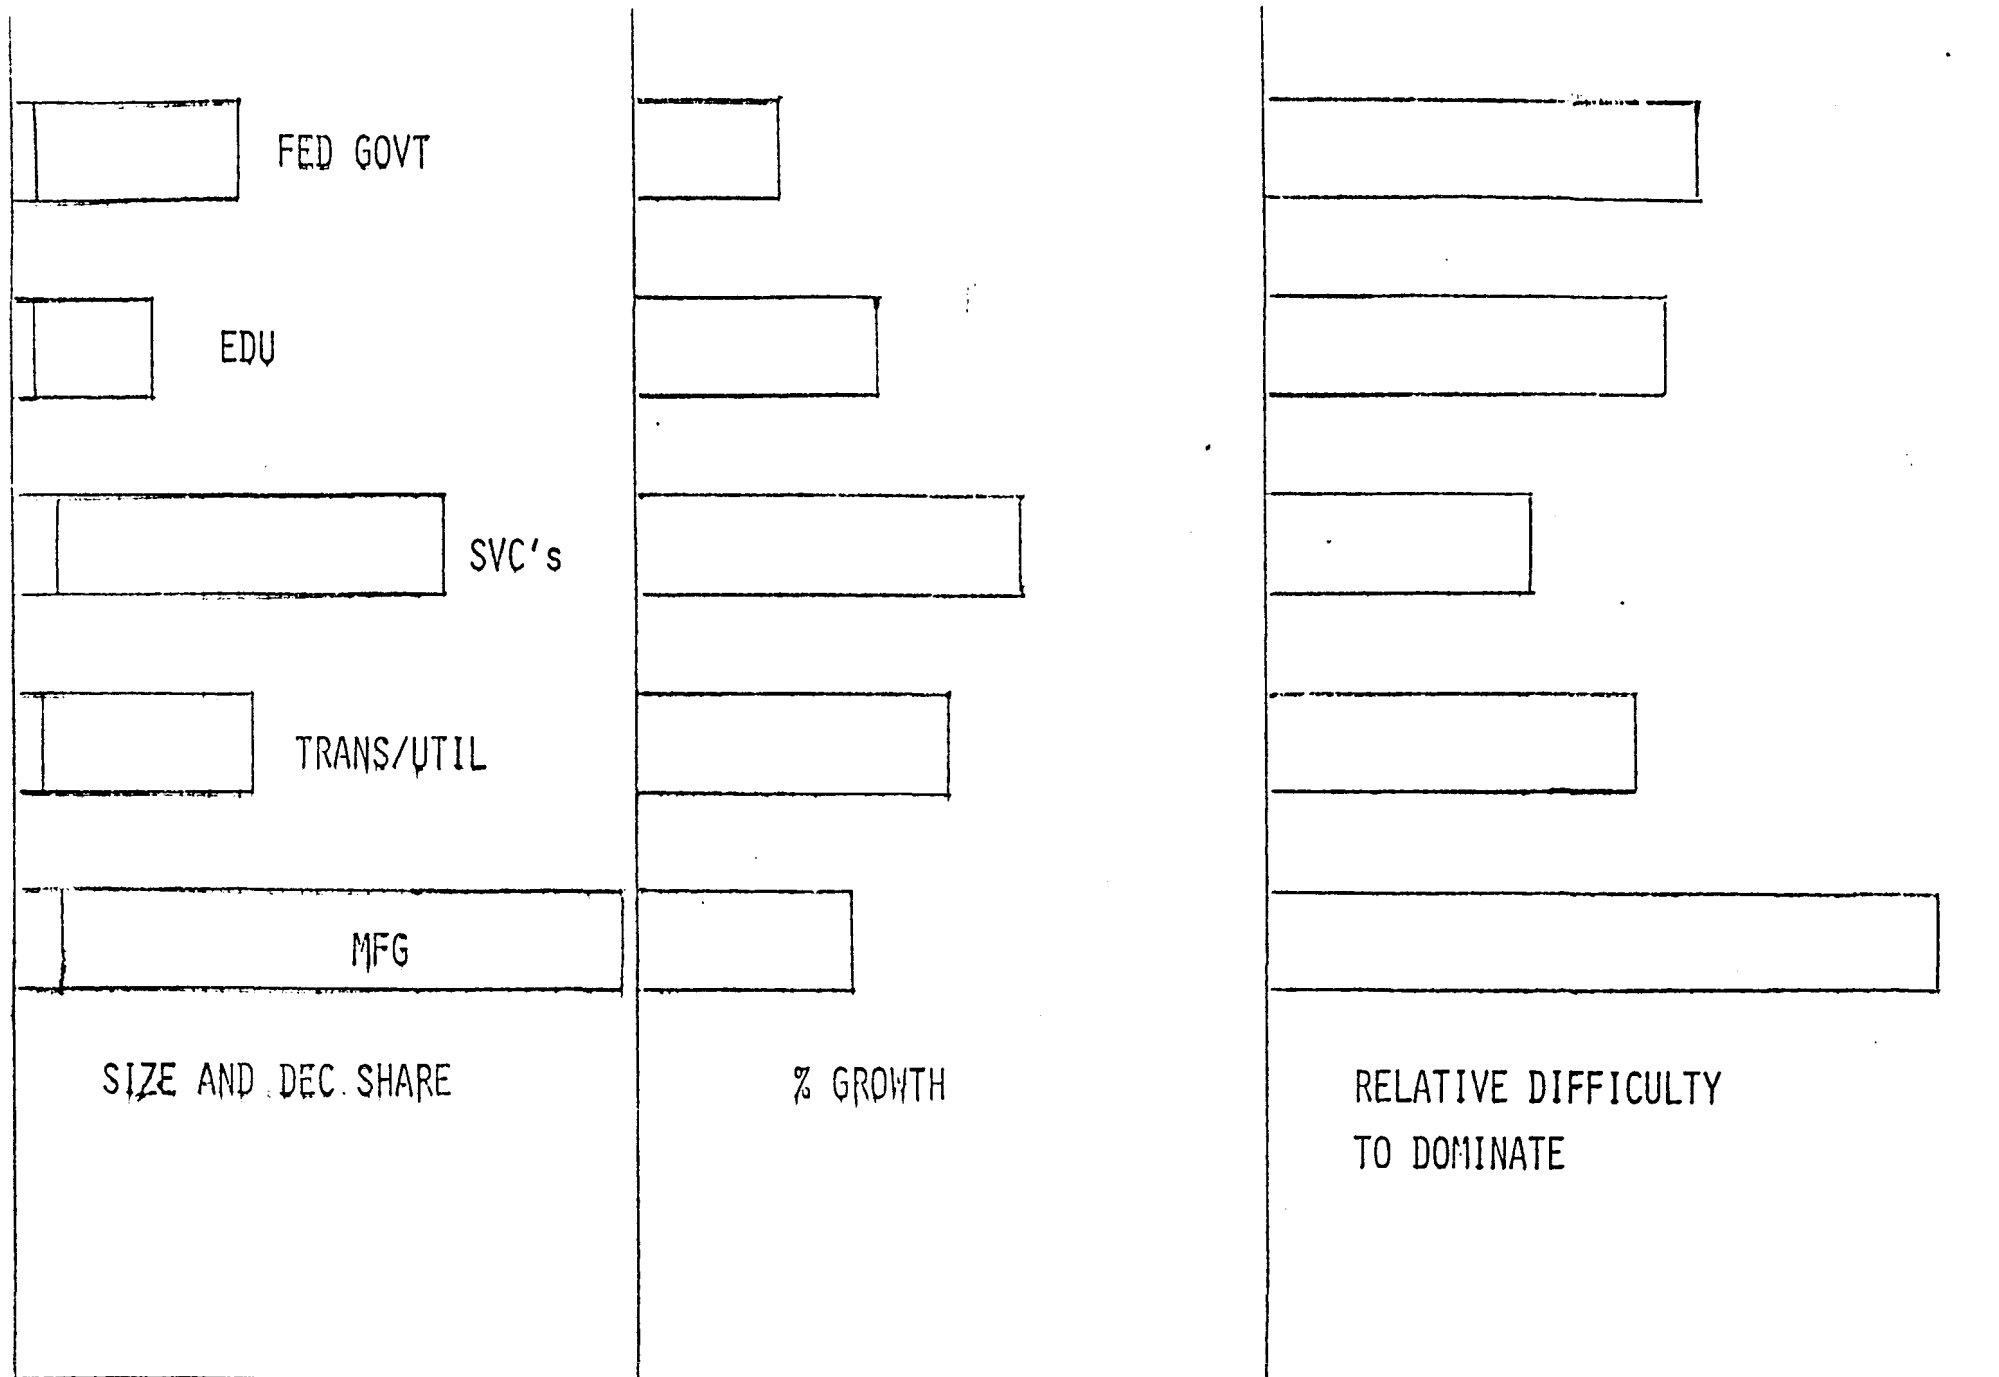 FED GOVT
EDU
SVC's
TRANS/UTIL
MFG
SIZE AND DEC SHARE
% GROWTH
RELATIVE DIFFICULTY
TO DOMINATE